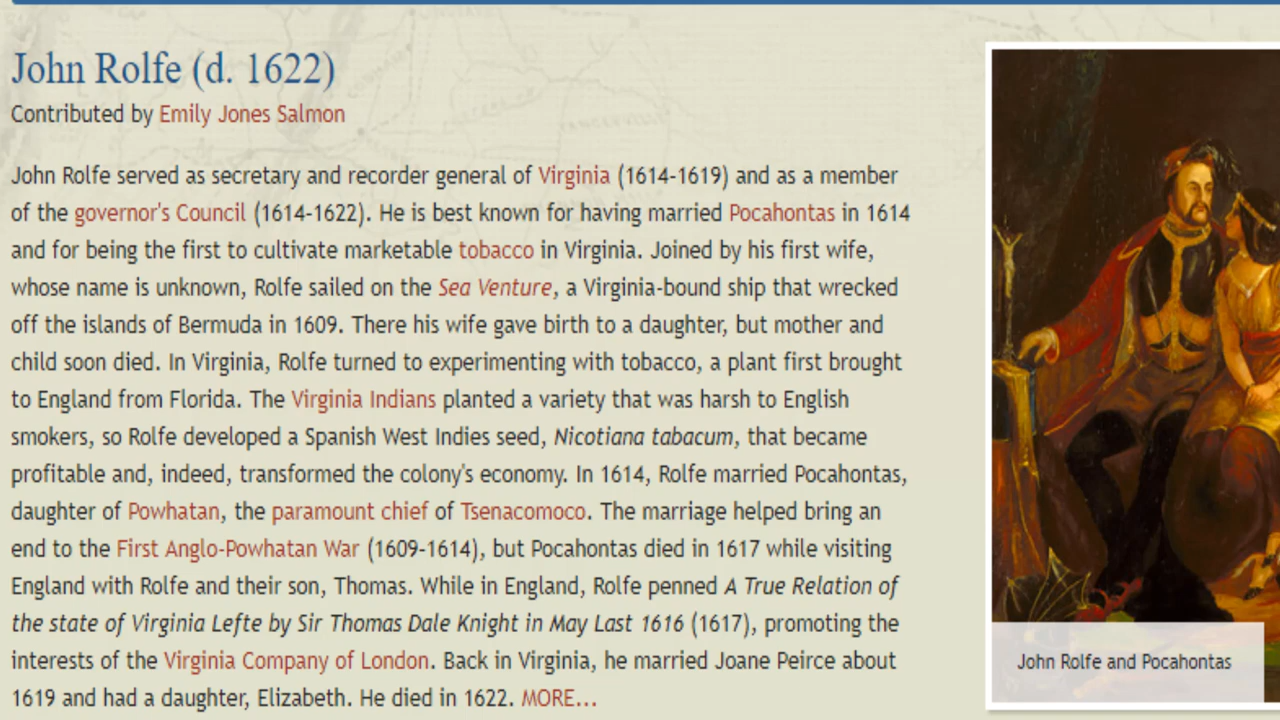 John Rolfe (d. 1622)
Contributed by Emily Jones Salmon
John Rolfe served as secretary and recorder general of Virginia (1614-1619) and as a member
of the governor's Council (1614-1622). He is best known for having married Pocahontas in 1614
and for being the first to cultivate marketable tobacco in Virginia. Joined by his first wife,
whose name is unknown, Rolfe sailed on the Sea Venture, a Virginia-bound ship that wrecked
off the islands of Bermuda in 1609. There his wife gave birth to a daughter, but mother and
child soon died. In Virginia, Rolfe turned to experimenting with tobacco, a plant first brought
to England from Florida. The Virginia Indians planted a variety that was harsh to English
smokers, so Rolfe developed a Spanish West Indies seed, Nicotiana tabacum, that became
profitable and, indeed, transformed the colony's economy. In 1614, Rolfe married Pocahontas,
daughter of Powhatan, the paramount chief of Tsenacomoco. The marriage helped bring an
end to the First Anglo-Powhatan War (1609-1614), but Pocahontas died in 1617 while visiting
England with Rolfe and their son, Thomas. While in England, Rolfe penned A True Relation of
the state of Virginia Lefte by Sir Thomas Dale Knight in May Last 1616 (1617), promoting the
interests of the Virginia Company of London. Back in Virginia, he married Joane Peirce about
1619 and had a daughter, Elizabeth. He died in 1622. MORE...
John Rolfe and Pocahontas